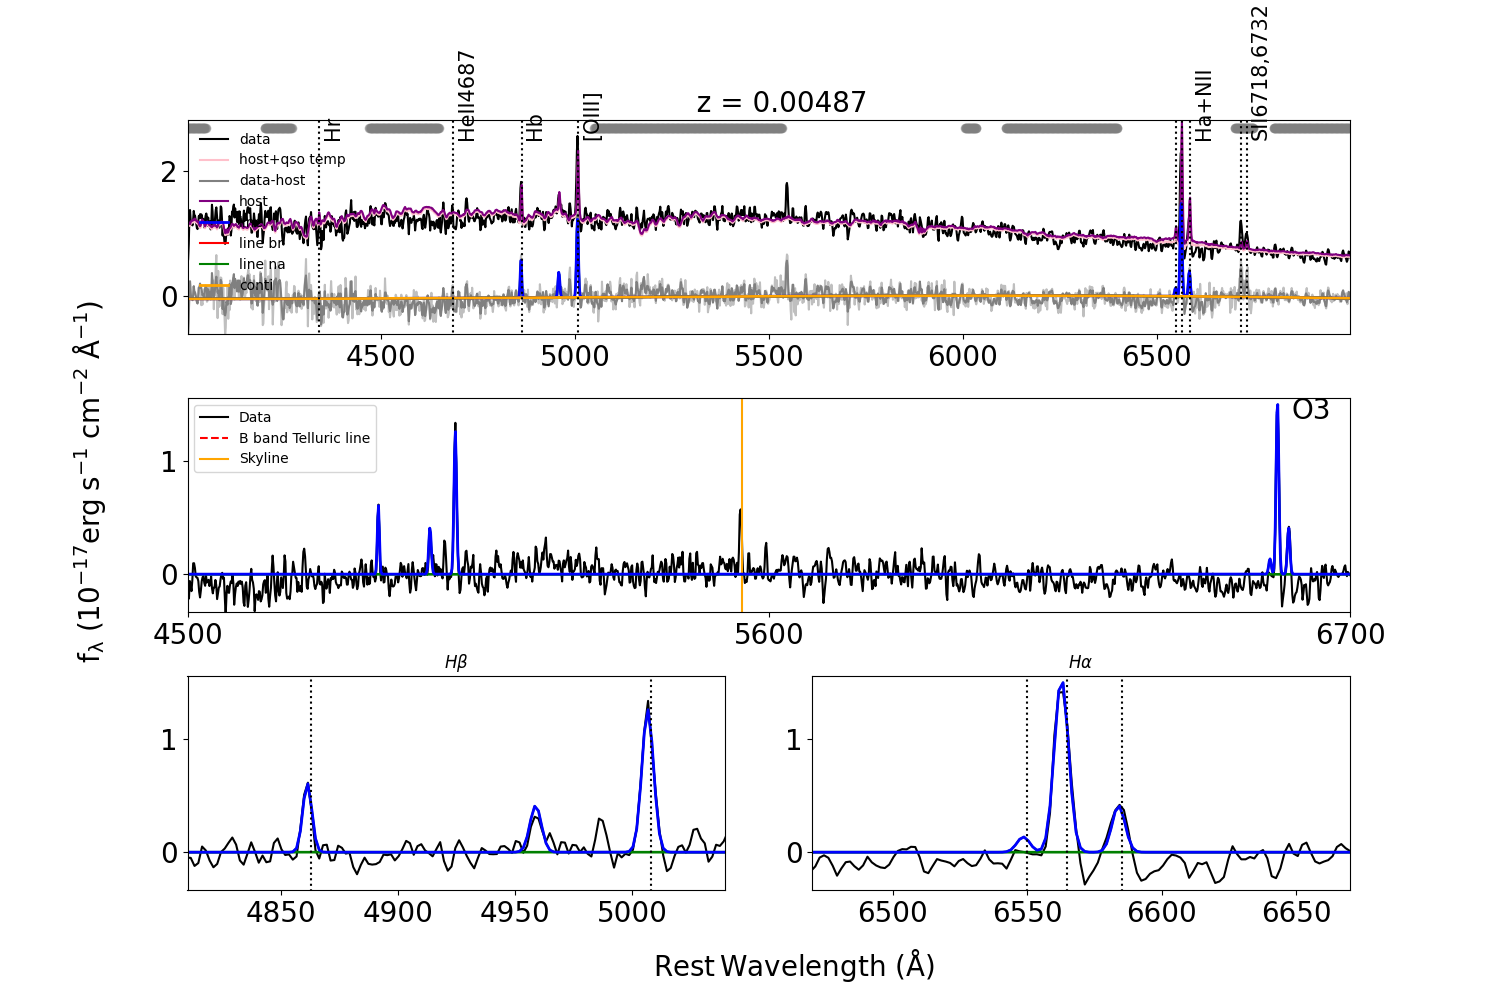 z = 0.00487
Hr
HeII4687
Hb
[OIII]
Ha+NII
SII6718,6732
data
host+qso temp
data-host
host
line br
line na
conti
2
0
4500
5000
5500
6000
6500
Data
B band Telluric line
Skyline
O3
1
0
4500
5600
6700
fλ (10⁻¹⁷erg s⁻¹ cm⁻² Å⁻¹)
Hβ
1
0
4850
4900
4950
5000
Hα
1
0
6500
6550
6600
6650
Rest Wavelength (Å)